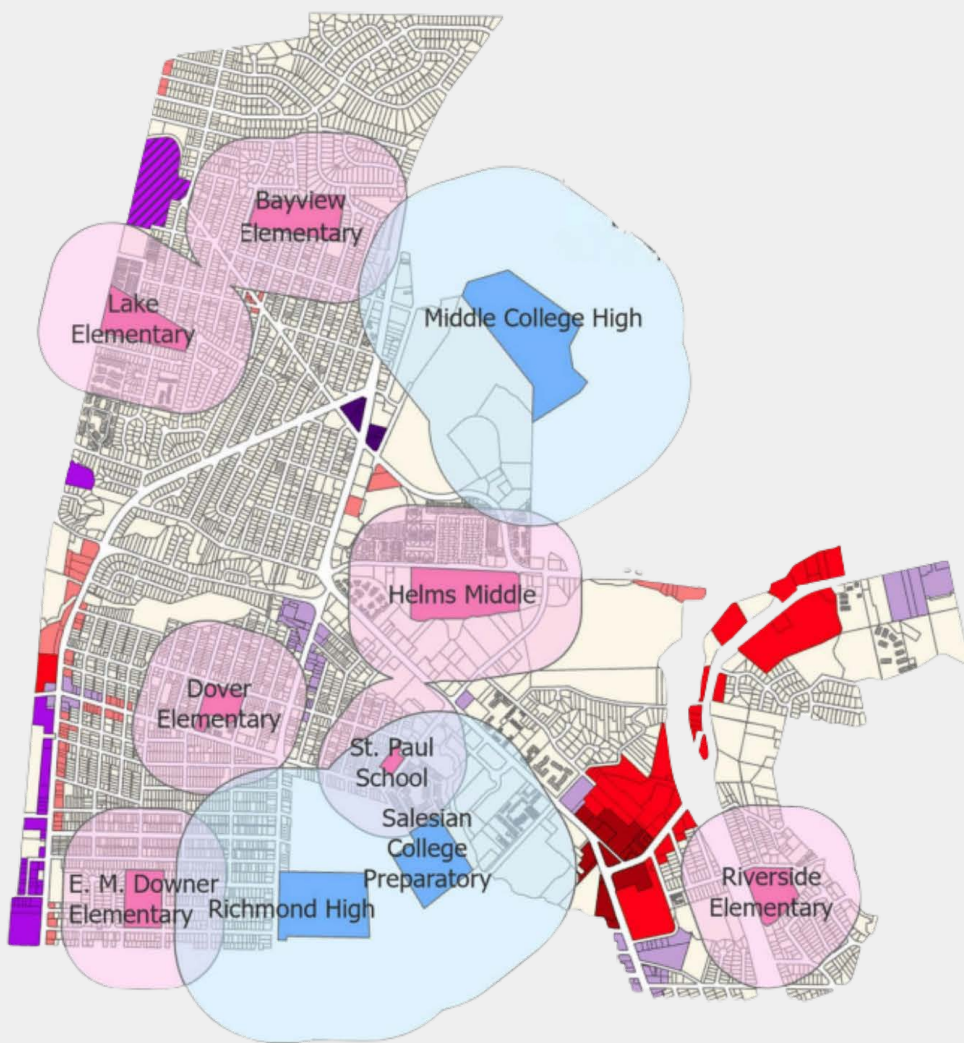 Bayview
Elementary
Lake
Elementary
Middle College High
Helms Middle
Dover
Elementary
St. Paul
School
Salesian
College
Preparatory
E. M. Downer
Elementary
Richmond High
Riverside
Elementary